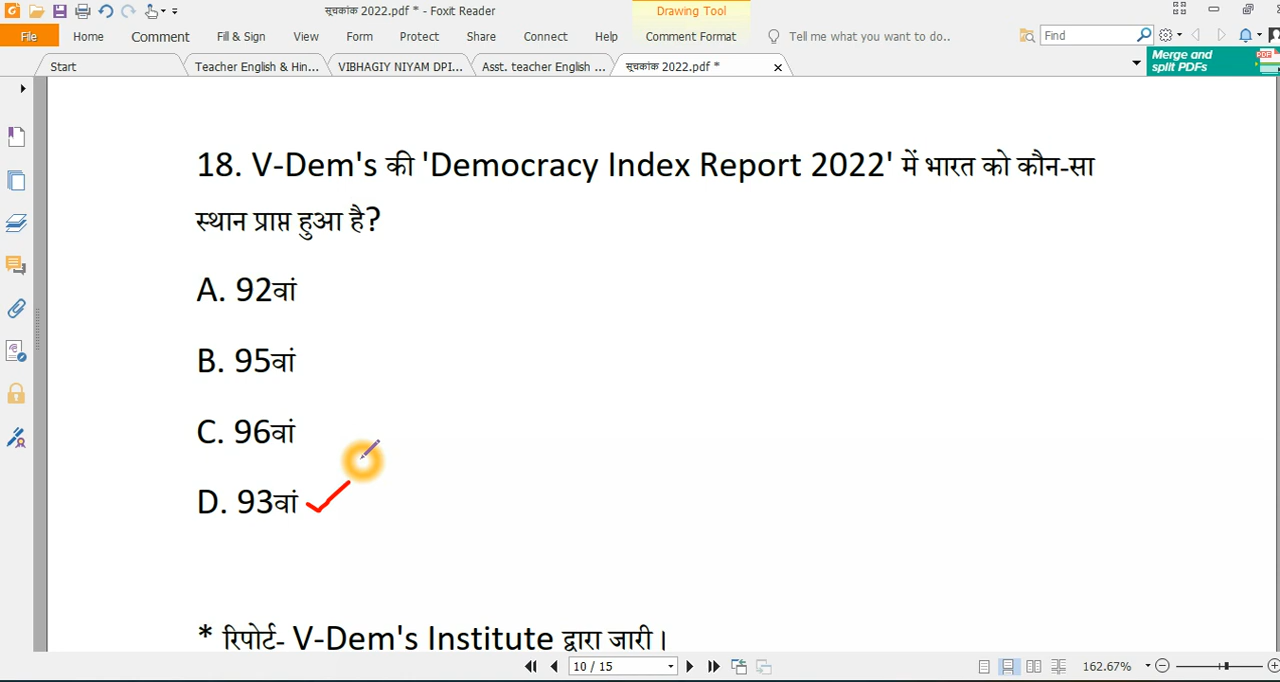 सूचकांक 2022.pdf * - Foxit Reader
Drawing Tool
File Home Comment Fill & Sign View Form Protect Share Connect Help Comment Format Tell me what you want to do.. Find
Start Teacher English & Hin... VIBHAGIY NIYAM DPI... Asst. teacher English ... सूचकांक 2022.pdf * Merge and
split PDFs
18. V-Dem's की 'Democracy Index Report 2022' में भारत को कौन-सा
स्थान प्राप्त हुआ है?
A. 92वां
B. 95वां
C. 96वां
D. 93वां
* रिपोर्ट- V-Dem's Institute द्वारा जारी।
10 / 15 162.67%